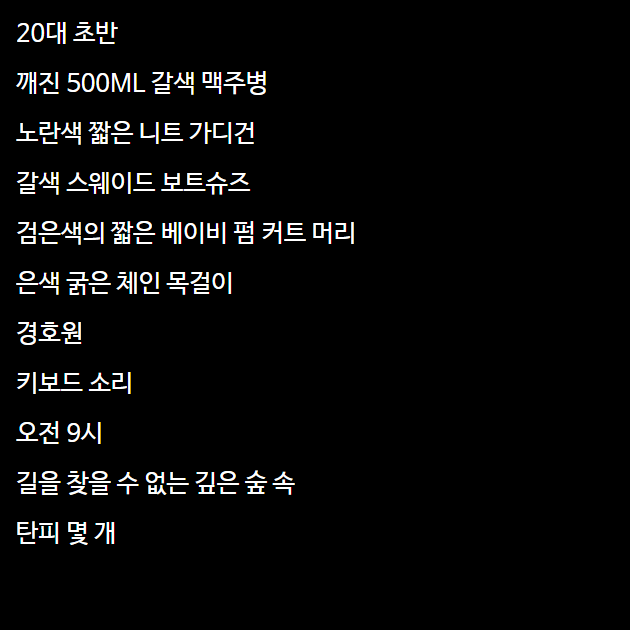 20대 초반
깨진 500ML 갈색 맥주병
노란색 짧은 니트 가디건
갈색 스웨이드 보트슈즈
검은색의 짧은 베이비 펌 커트 머리
은색 굵은 체인 목걸이
경호원
키보드 소리
오전 9시
길을 찾을 수 없는 깊은 숲 속
탄피 몇 개